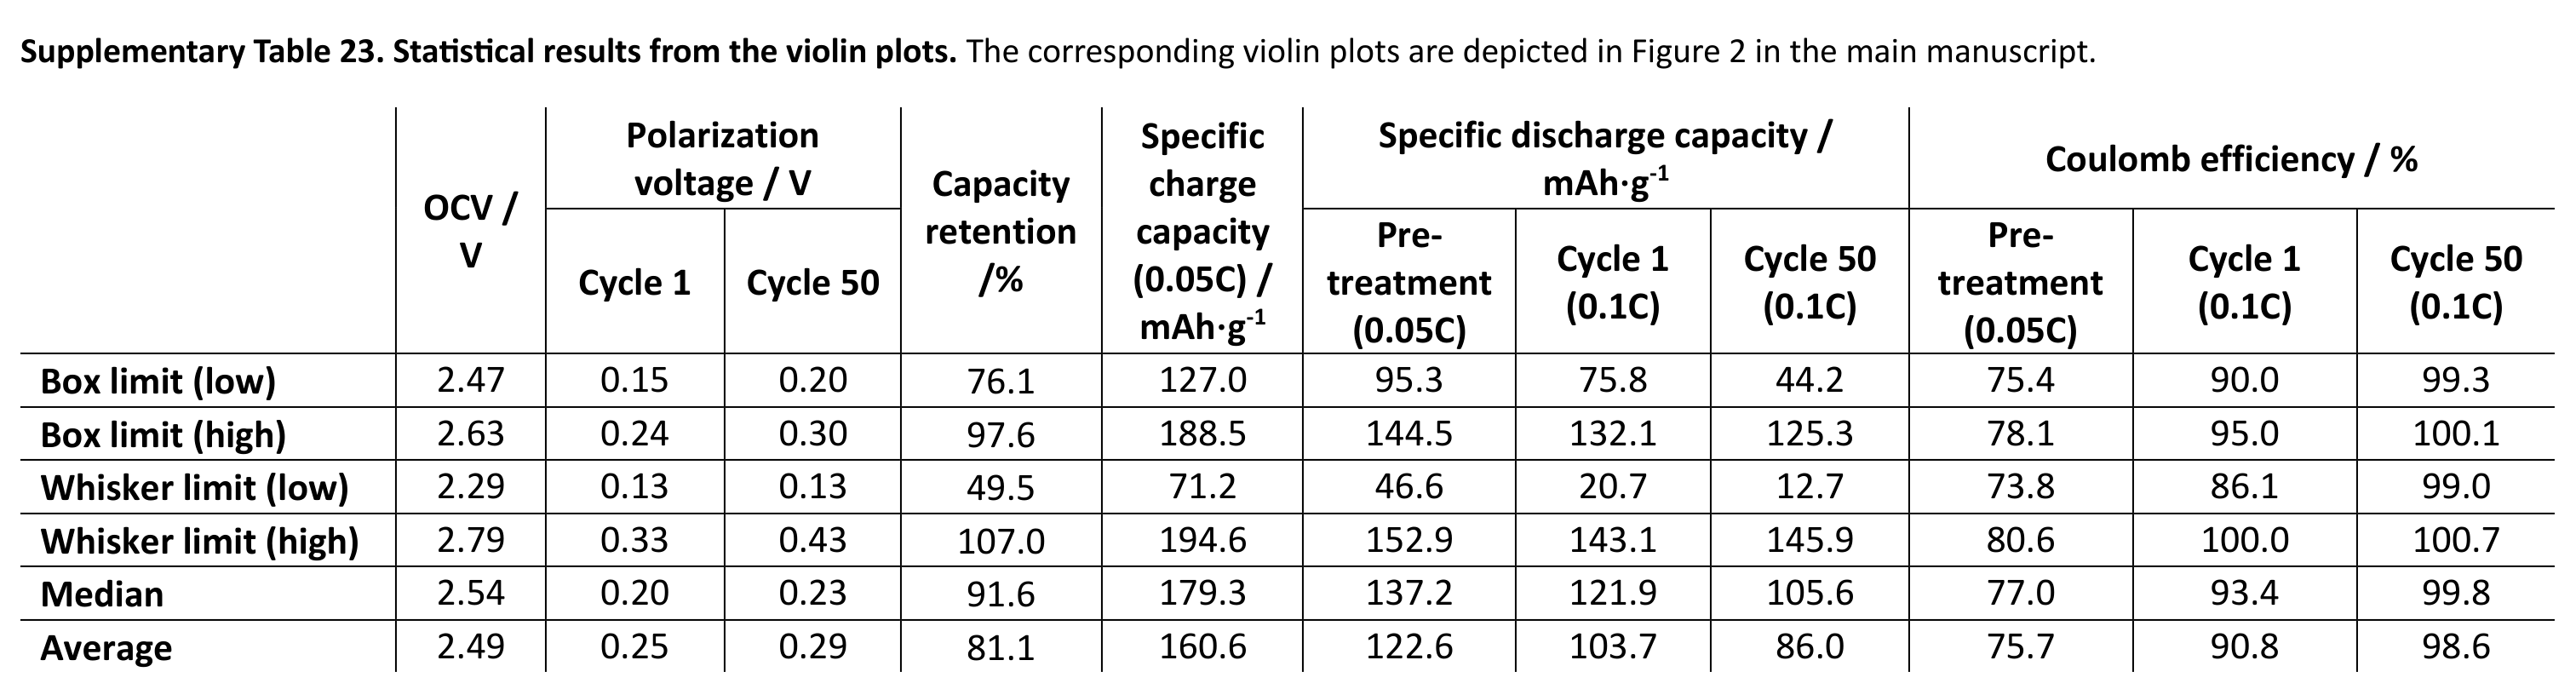 Supplementary Table 23. Statistical results from the violin plots. The corresponding violin plots are depicted in Figure 2 in the main manuscript.
OCV /
V
Polarization
voltage / V
Capacity
retention
/%
Specific
charge
capacity
(0.05C) /
mAh·g⁻¹
Specific discharge capacity /
mAh·g⁻¹
Coulomb efficiency / %
Cycle 1
Cycle 50
Pre-
treatment
(0.05C)
Cycle 1
(0.1C)
Cycle 50
(0.1C)
Pre-
treatment
(0.05C)
Cycle 1
(0.1C)
Cycle 50
(0.1C)
Box limit (low) 2.47 0.15 0.20 76.1 127.0 95.3 75.8 44.2 75.4 90.0 99.3
Box limit (high) 2.63 0.24 0.30 97.6 188.5 144.5 132.1 125.3 78.1 95.0 100.1
Whisker limit (low) 2.29 0.13 0.13 49.5 71.2 46.6 20.7 12.7 73.8 86.1 99.0
Whisker limit (high) 2.79 0.33 0.43 107.0 194.6 152.9 143.1 145.9 80.6 100.0 100.7
Median 2.54 0.20 0.23 91.6 179.3 137.2 121.9 105.6 77.0 93.4 99.8
Average 2.49 0.25 0.29 81.1 160.6 122.6 103.7 86.0 75.7 90.8 98.6